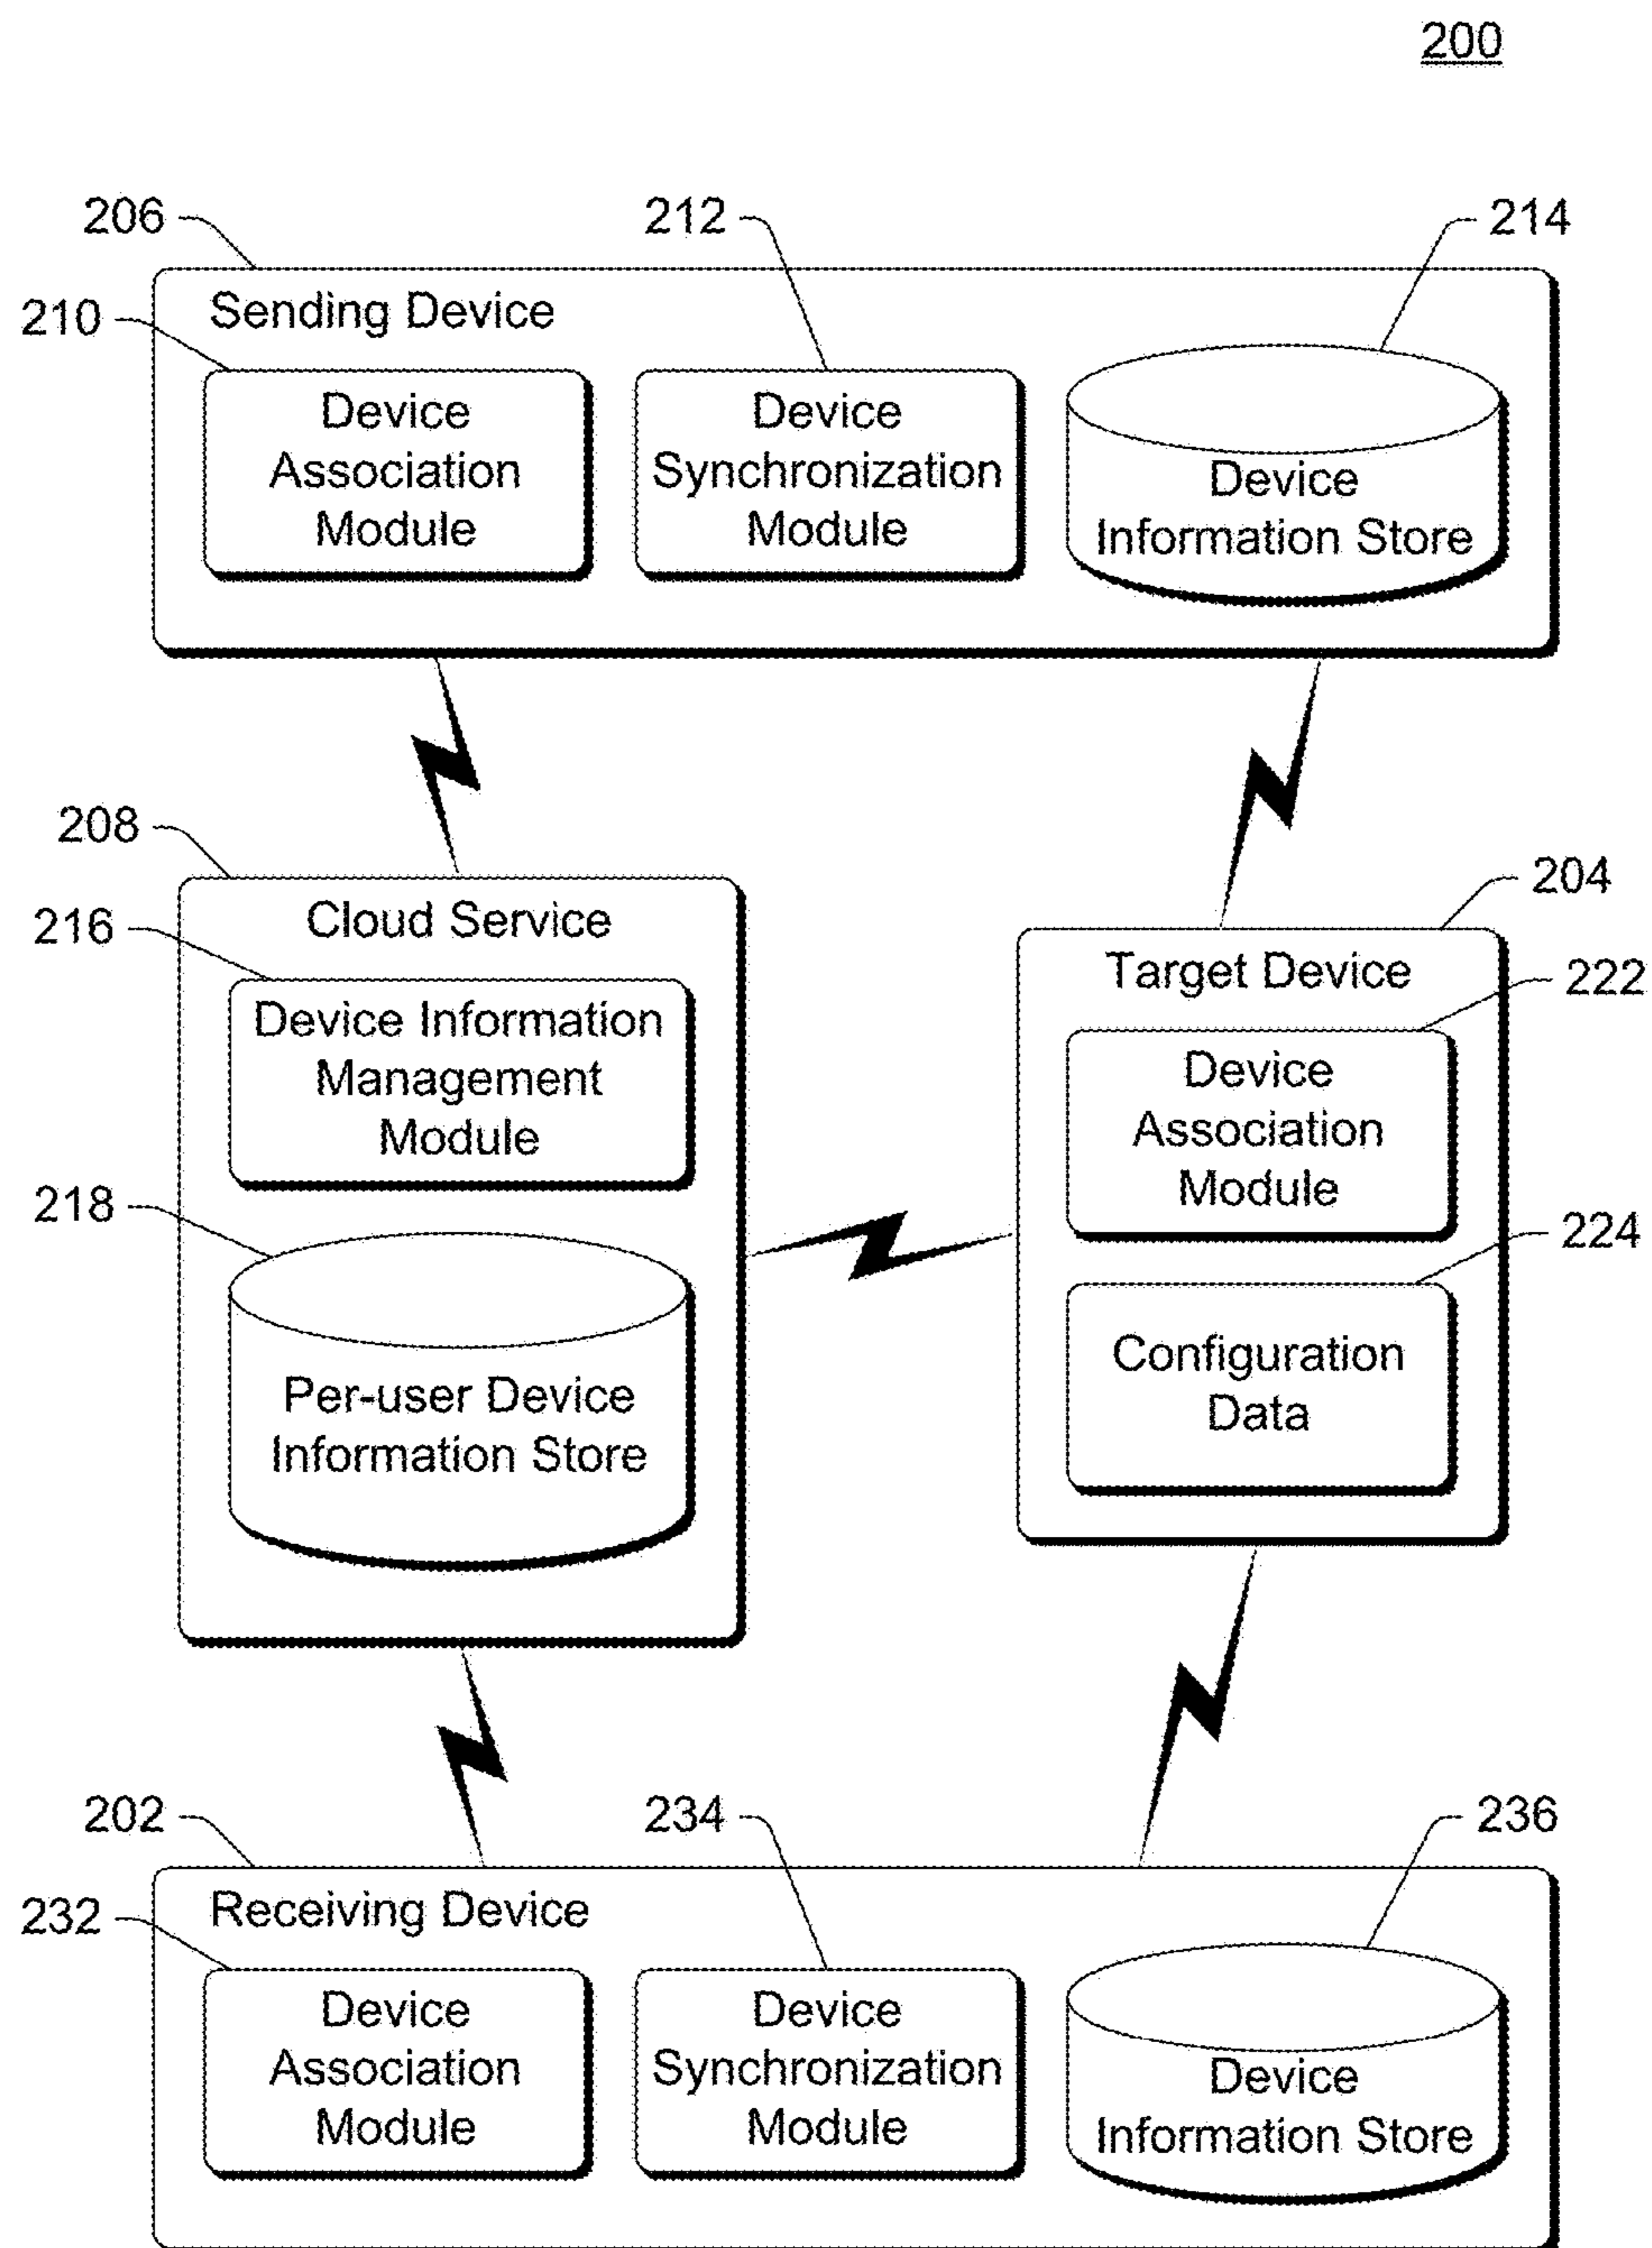 200
206
212
214
210
Sending Device
Device
Association
Module
Device
Synchronization
Module
Device
Information Store
208
216
Cloud Service
Device Information
Management
Module
218
Per-user Device
Information Store
204
Target Device
222
Device
Association
Module
224
Configuration
Data
202
234
236
232
Receiving Device
Device
Association
Module
Device
Synchronization
Module
Device
Information Store